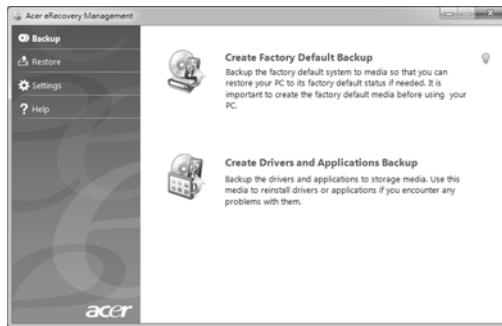 Acer eRecovery Management
Backup
Restore
Settings
Help
Create Factory Default Backup
Backup the factory default system to media so that you can
restore your PC to its factory default status if needed. It is
important to create the factory default media before using your
PC.
Create Drivers and Applications Backup
Backup the drivers and applications to storage media. Use this
media to reinstall drivers or applications if you encounter any
problems with them.
acer